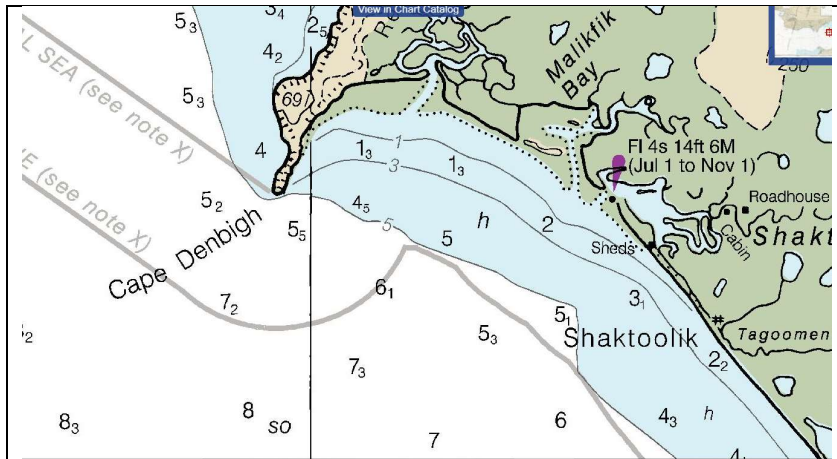 View in Chart Catalog
5₃
3₄
2₅
4₂
5₃
691
4
250
Malikfik
Bay
SEA (see note X)
(see note X)
Fl 4s 14ft 6M
(Jul 1 to Nov 1)
Roadhouse
Cabin
Sheds
1
1₃
3
1₃
4₅
5
h
2
5
5₂
5₅
Cape Denbigh
7₂
6₁
5₃
5₁
3₁
Shaktoolik
Tagoomen
2₂
7₃
8₃
8
so
7
6
4₃
h